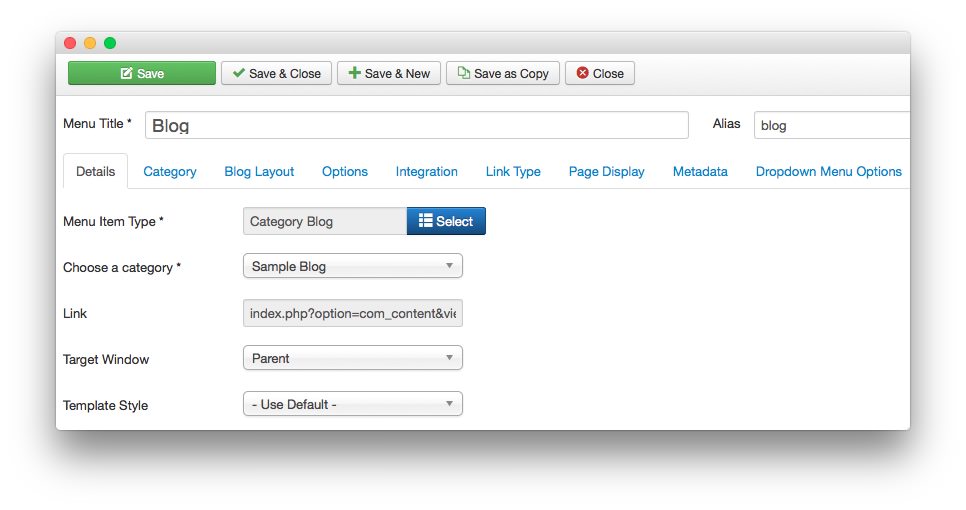 Save Save & Close Save & New Save as Copy Close
Menu Title * Blog Alias blog
Details Category Blog Layout Options Integration Link Type Page Display Metadata Dropdown Menu Options
Menu Item Type * Category Blog Select
Choose a category * Sample Blog
Link index.php?option=com_content&vie
Target Window Parent
Template Style - Use Default -